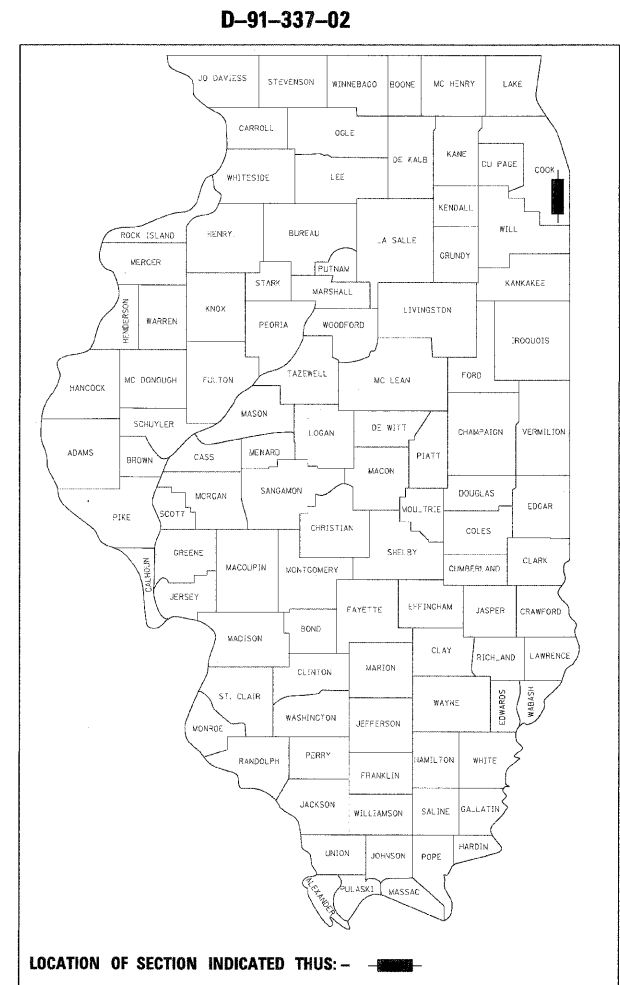 D-91-337-02
JO DAVIESS STEVENSON WINNEBAGO BOONE MC HENRY LAKE
CARROLL OGLE DE KALB KANE DU PAGE COOK
WHITESIDE LEE
KENDALL
ROCK ISLAND HENRY BUREAU LA SALLE WILL
MERCER PUTNAM GRUNDY
STARK MARSHALL KANKAKEE
HENDERSON WARREN KNOX PEORIA WOODFORD LIVINGSTON
IROQUOIS
HANCOCK MC DONOUGH FULTON TAZEWELL MC LEAN FORD
MASON
SCHUYLER LOGAN DE WITT CHAMPAIGN VERMILION
ADAMS BROWN CASS MENARD MACON PIATT
MORGAN SANGAMON DOUGLAS
PIKE SCOTT CHRISTIAN MOULTRIE EDGAR
COLES
GREENE SHELBY
CALHOUN MACOUPIN MONTGOMERY CUMBERLAND CLARK
JERSEY FAYETTE EFFINGHAM JASPER CRAWFORD
MADISON BOND
CLAY RICHLAND LAWRENCE
CLINTON MARION
ST. CLAIR WAYNE EDWARDS WABASH
MONROE WASHINGTON JEFFERSON
RANDOLPH PERRY HAMILTON WHITE
FRANKLIN
JACKSON WILLIAMSON SALINE GALLATIN
UNION JOHNSON POPE HARDIN
ALEXANDER PULASKI MASSAC
LOCATION OF SECTION INDICATED THUS: -